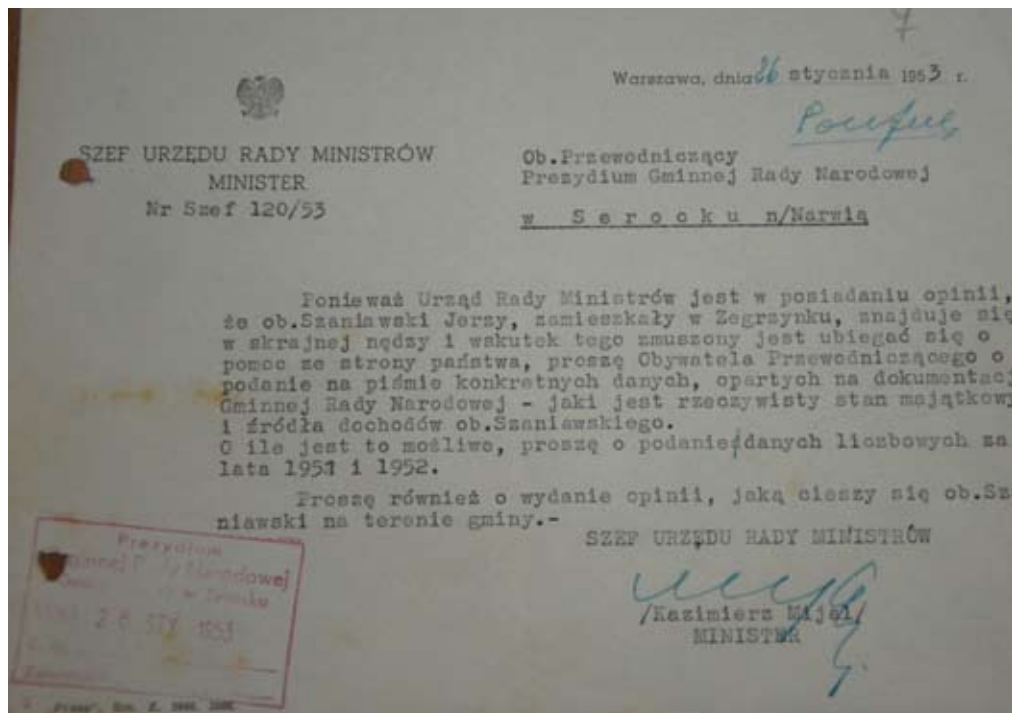 7
Warszawa, dnia 26 stycznia 1953 r.
Poufne
SZEF URZĘDU RADY MINISTRÓW
MINISTER
Nr Szef 120/53
Ob.Przewodniczący
Prezydium Gminnej Rady Narodowej
w Serocku n/Narwią
Ponieważ Urząd Rady Ministrów jest w posiadaniu opinii,
że ob.Szaniawski Jerzy, zamieszkały w Zegrzynku, znajduje się
w skrajnej nędzy i wskutek tego zmuszony jest ubiegać się o
pomoc ze strony państwa, proszę Obywatela Przewodniczącego o
podanie na piśmie konkretnych danych, opartych na dokumentacj
Gminnej Rady Narodowej - jaki jest rzeczywisty stan majątkowy
i źródła dochodów ob.Szaniawskiego.
O ile jest to możliwe, proszę o podanie danych liczbowych za
lata 1951 i 1952.
Proszę również o wydanie opinii, jaką cieszy się ob.Sza
niawski na terenie gminy.-
SZEF URZĘDU RADY MINISTRÓW
/Kazimierz Mijal/
MINISTER
Prezydium
Gminnej Rady Narodowej
w Serocku
26 STY 1953